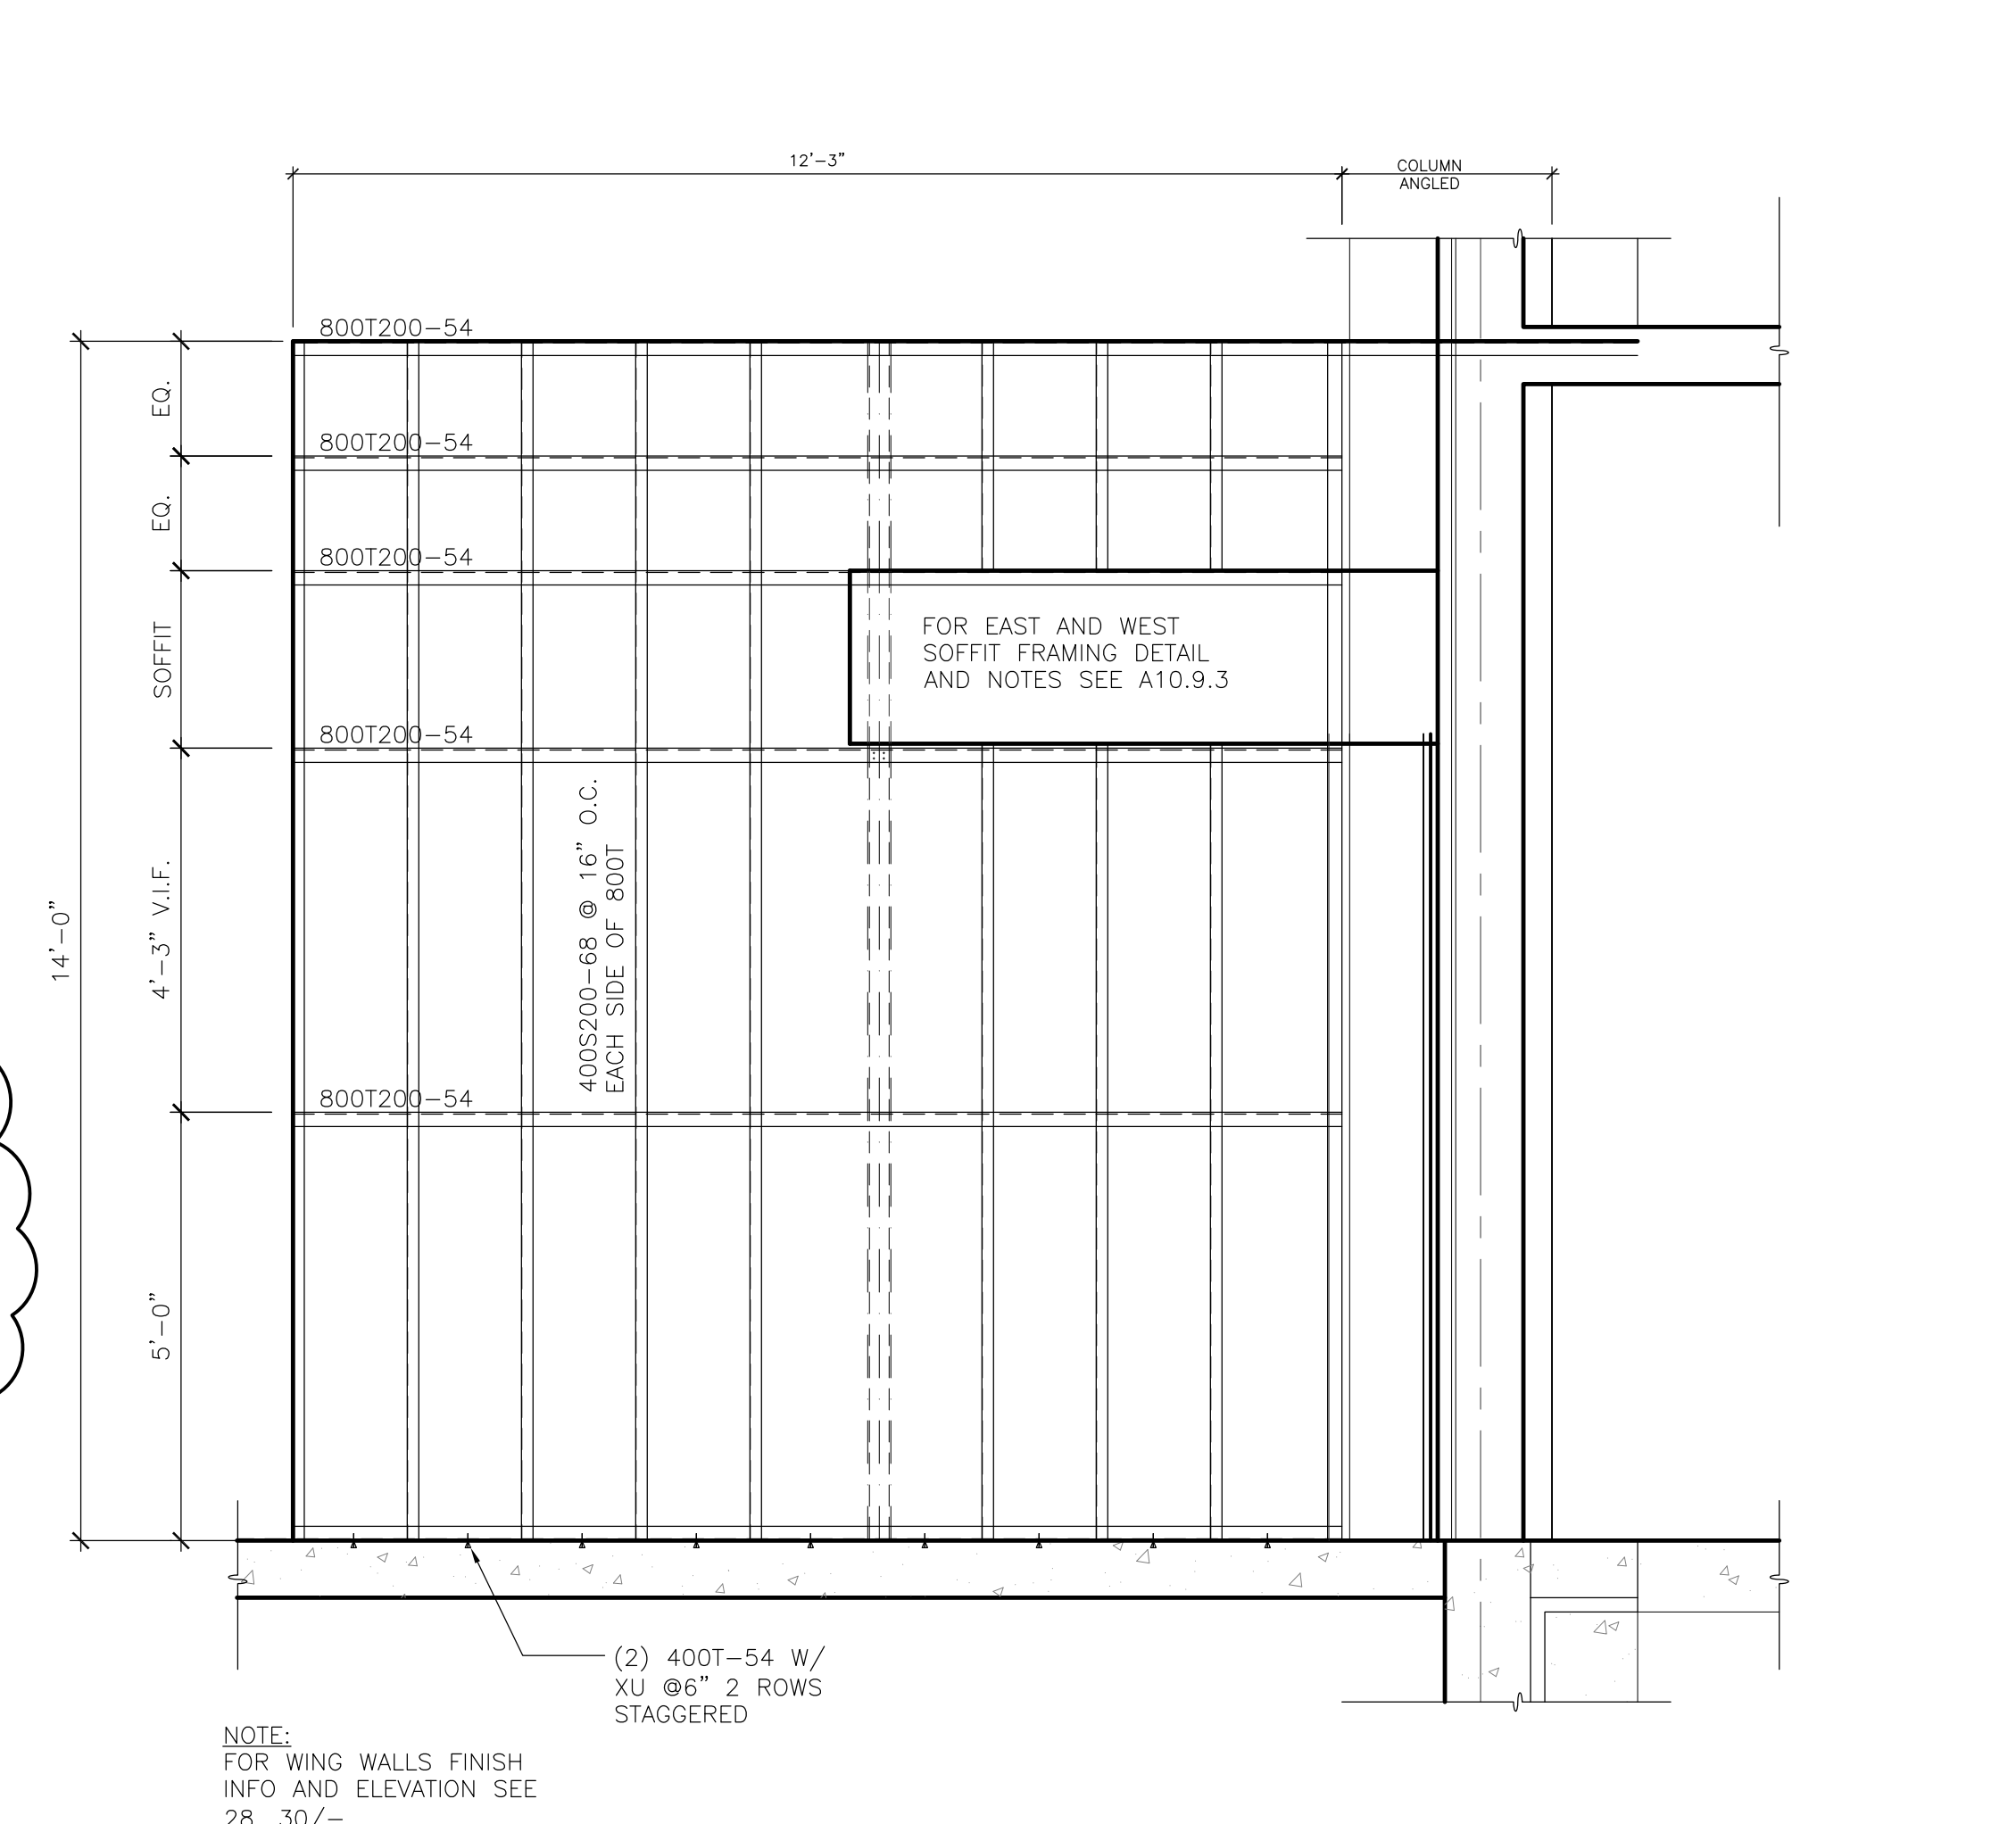 12'-3"
COLUMN
ANGLED
800T200-54
EQ.
800T200-54
EQ.
800T200-54
SOFFIT
FOR EAST AND WEST
SOFFIT FRAMING DETAIL
AND NOTES SEE A10.9.3
800T200-54
400S200-68 @ 16" O.C.
EACH SIDE OF 800T
14'-0"
4'-3" V.I.F.
800T200-54
5'-0"
(2) 400T-54 W/
XU @6" 2 ROWS
STAGGERED
NOTE:
FOR WING WALLS FINISH
INFO AND ELEVATION SEE
28, 30/-